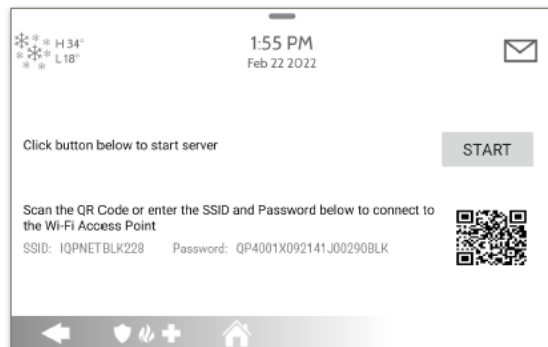 H 34°
L 18°
1:55 PM
Feb 22 2022
Click button below to start server
START
Scan the QR Code or enter the SSID and Password below to connect to
the Wi-Fi Access Point
SSID: IQPNETBLK228 Password: QP4001X092141J00290BLK